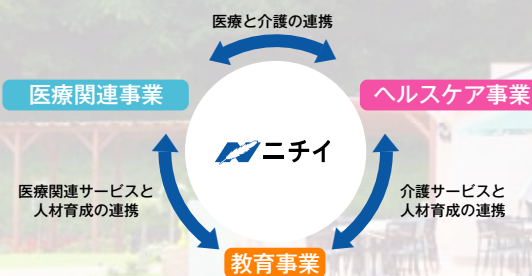 医療と介護の連携
医療関連事業
ヘルスケア事業
ニチイ
医療関連サービスと
人材育成の連携
介護サービスと
人材育成の連携
教育事業